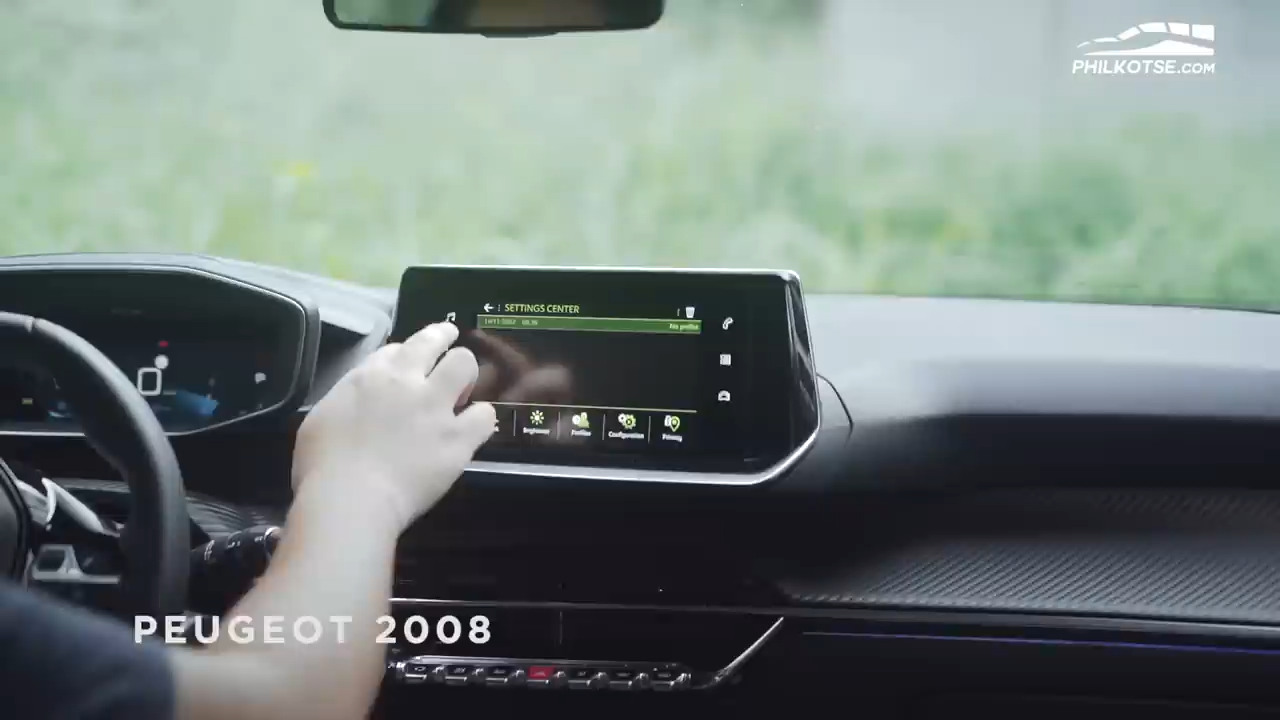 PHILKOTSE.COM
SETTINGS CENTER
No profile
Brightness
Profiles
Configuration
Privacy
PEUGEOT 2008